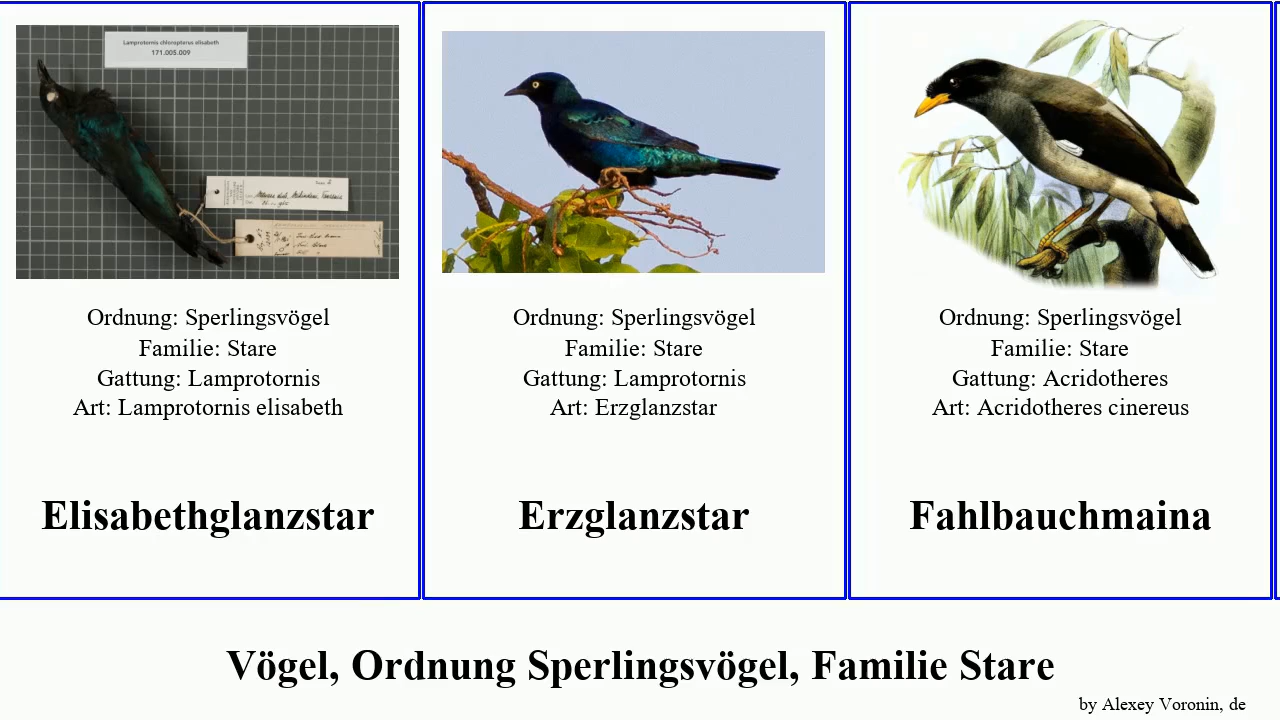 Lamprotornis chloropterus elisabeth
171.005.009
Ordnung: Sperlingsvögel
Familie: Stare
Gattung: Lamprotornis
Art: Lamprotornis elisabeth
Elisabethglanzstar
Ordnung: Sperlingsvögel
Familie: Stare
Gattung: Lamprotornis
Art: Erzglanzstar
Erzglanzstar
Ordnung: Sperlingsvögel
Familie: Stare
Gattung: Acridotheres
Art: Acridotheres cinereus
Fahlbauchmaina
Vögel, Ordnung Sperlingsvögel, Familie Stare
by Alexey Voronin, de